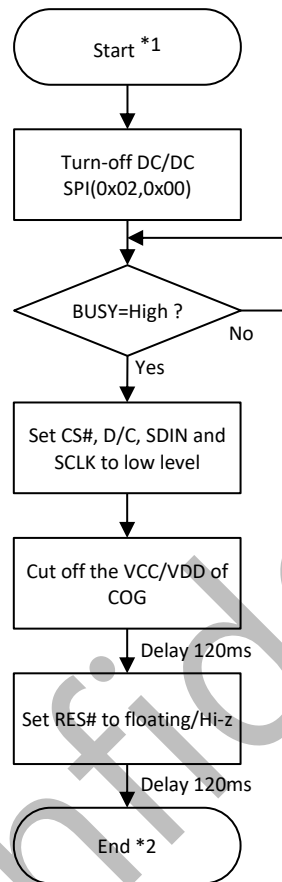 Start *1
Turn-off DC/DC
SPI(0x02,0x00)
BUSY=High ?
No
Yes
Set CS#, D/C, SDIN and
SCLK to low level
Cut off the VCC/VDD of
COG
Delay 120ms
Set RES# to floating/Hi-z
Delay 120ms
End *2